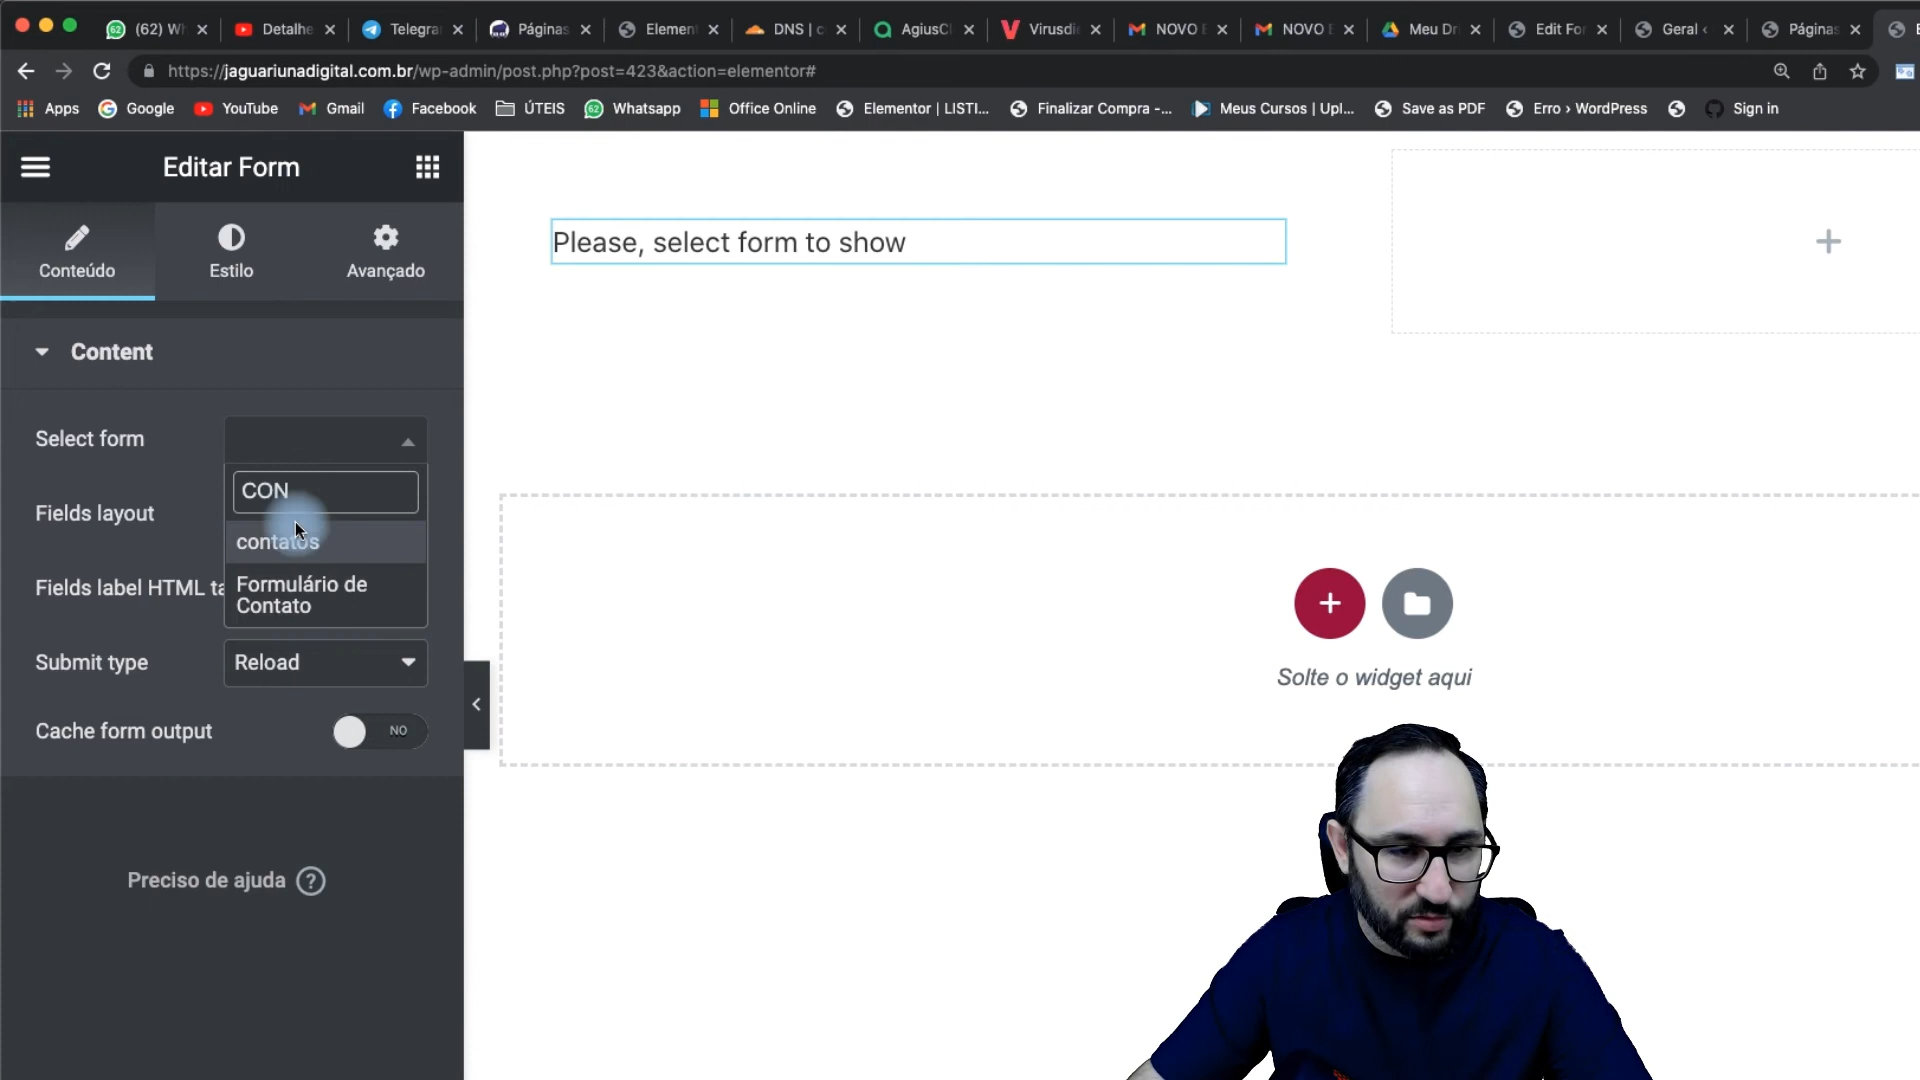 (62) W
Detalhe
Telegra
Páginas
Elemen
DNS | c
AgiusCl
Virusdi
NOVO E
NOVO E
Meu Dr
Edit For
Geral ‹
Páginas
https://jaguariunadigital.com.br/wp-admin/post.php?post=423&action=elementor#
Apps Google YouTube Gmail Facebook ÚTEIS Whatsapp Office Online Elementor | LISTI... Finalizar Compra -... Meus Cursos | Upl... Save as PDF Erro › WordPress Sign in
Editar Form
Conteúdo Estilo Avançado
Please, select form to show
Content
Select form
CON
Fields layout
contatos
Fields label HTML ta
Formulário de
Contato
Submit type Reload
Cache form output NO
Solte o widget aqui
Preciso de ajuda ?